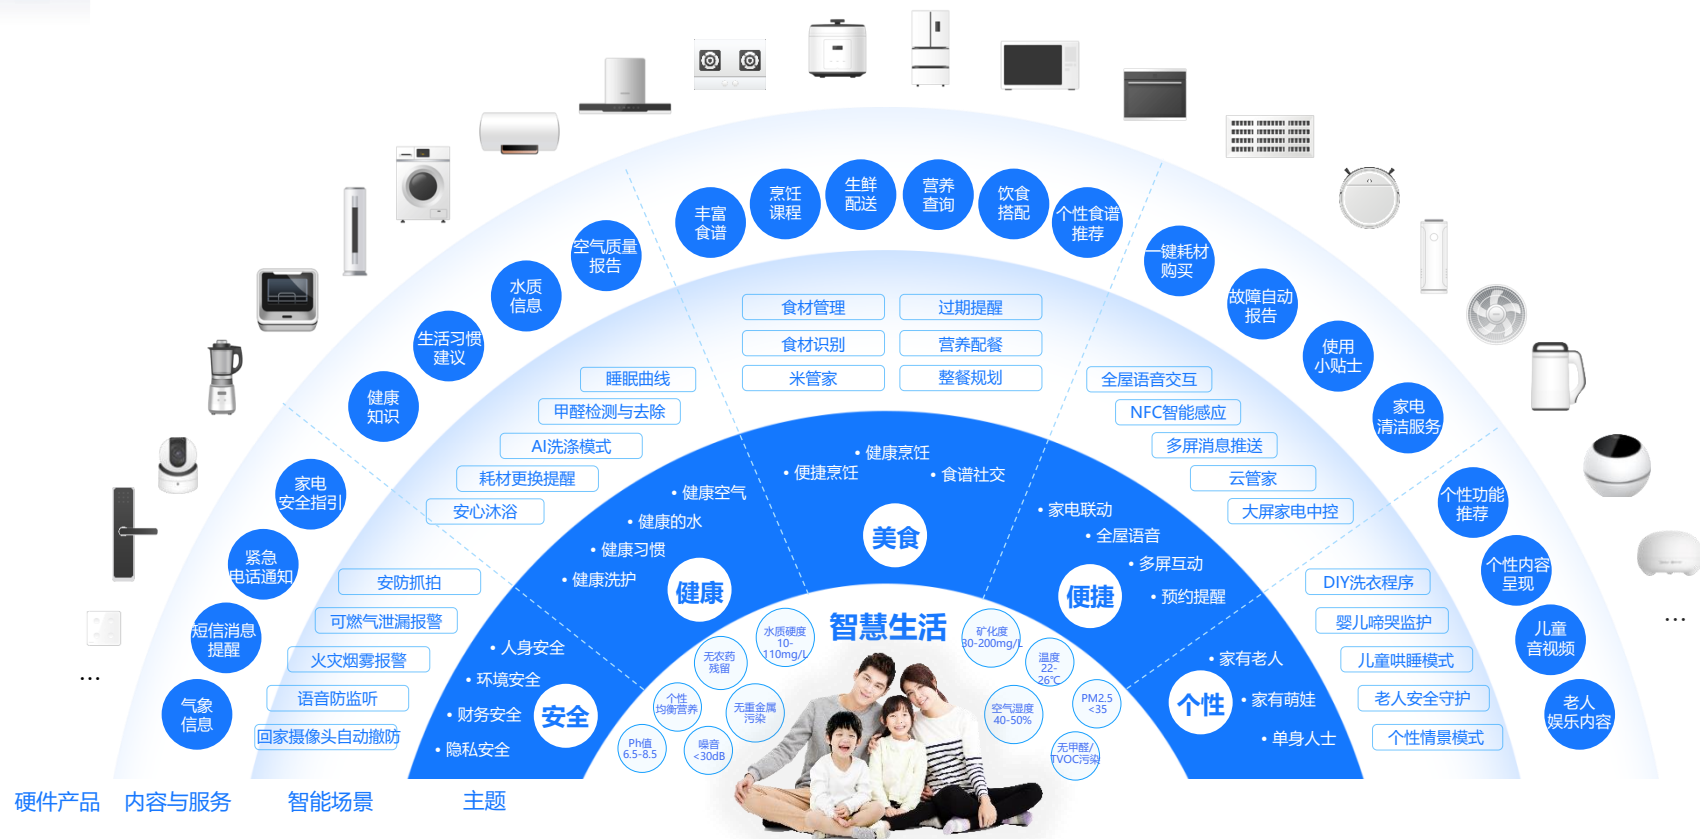 丰富
食谱
烹饪
课程
生鲜
配送
营养
查询
饮食
搭配
个性食谱
推荐
空气质量
报告
水质
信息
生活习惯
建议
健康
知识
家电
安全指引
紧急
电话通知
短信消息
提醒
气象
信息
一键耗材
购买
故障自动
报告
使用
小贴士
家电
清洁服务
个性功能
推荐
个性内容
呈现
儿童
音视频
老人
娱乐内容
食材管理
过期提醒
食材识别
营养配餐
米管家
整餐规划
睡眠曲线
甲醛检测与去除
AI洗涤模式
耗材更换提醒
安心沐浴
全屋语音交互
NFC智能感应
多屏消息推送
云管家
大屏家电中控
安防抓拍
可燃气泄漏报警
火灾烟雾报警
语音防监听
回家摄像头自动撤防
DIY洗衣程序
婴儿啼哭监护
儿童哄睡模式
老人安全守护
个性情景模式
• 健康烹饪
• 便捷烹饪
• 食谱社交
美食
• 健康空气
• 健康的水
• 健康习惯
• 健康洗护
健康
• 家电联动
• 全屋语音
• 多屏互动
• 预约提醒
便捷
• 人身安全
• 环境安全
• 财务安全
• 隐私安全
安全
• 家有老人
• 家有萌娃
• 单身人士
个性
智慧生活
水质硬度
10-
110mg/L
无农药
残留
个性
均衡营养
无重金属
污染
Ph值
6.5-8.5
噪音
<30dB
矿化度
30-200mg/L
温度
22-
26℃
空气湿度
40-50%
PM2.5
<35
无甲醛/
TVOC污染
...
...
硬件产品
内容与服务
智能场景
主题